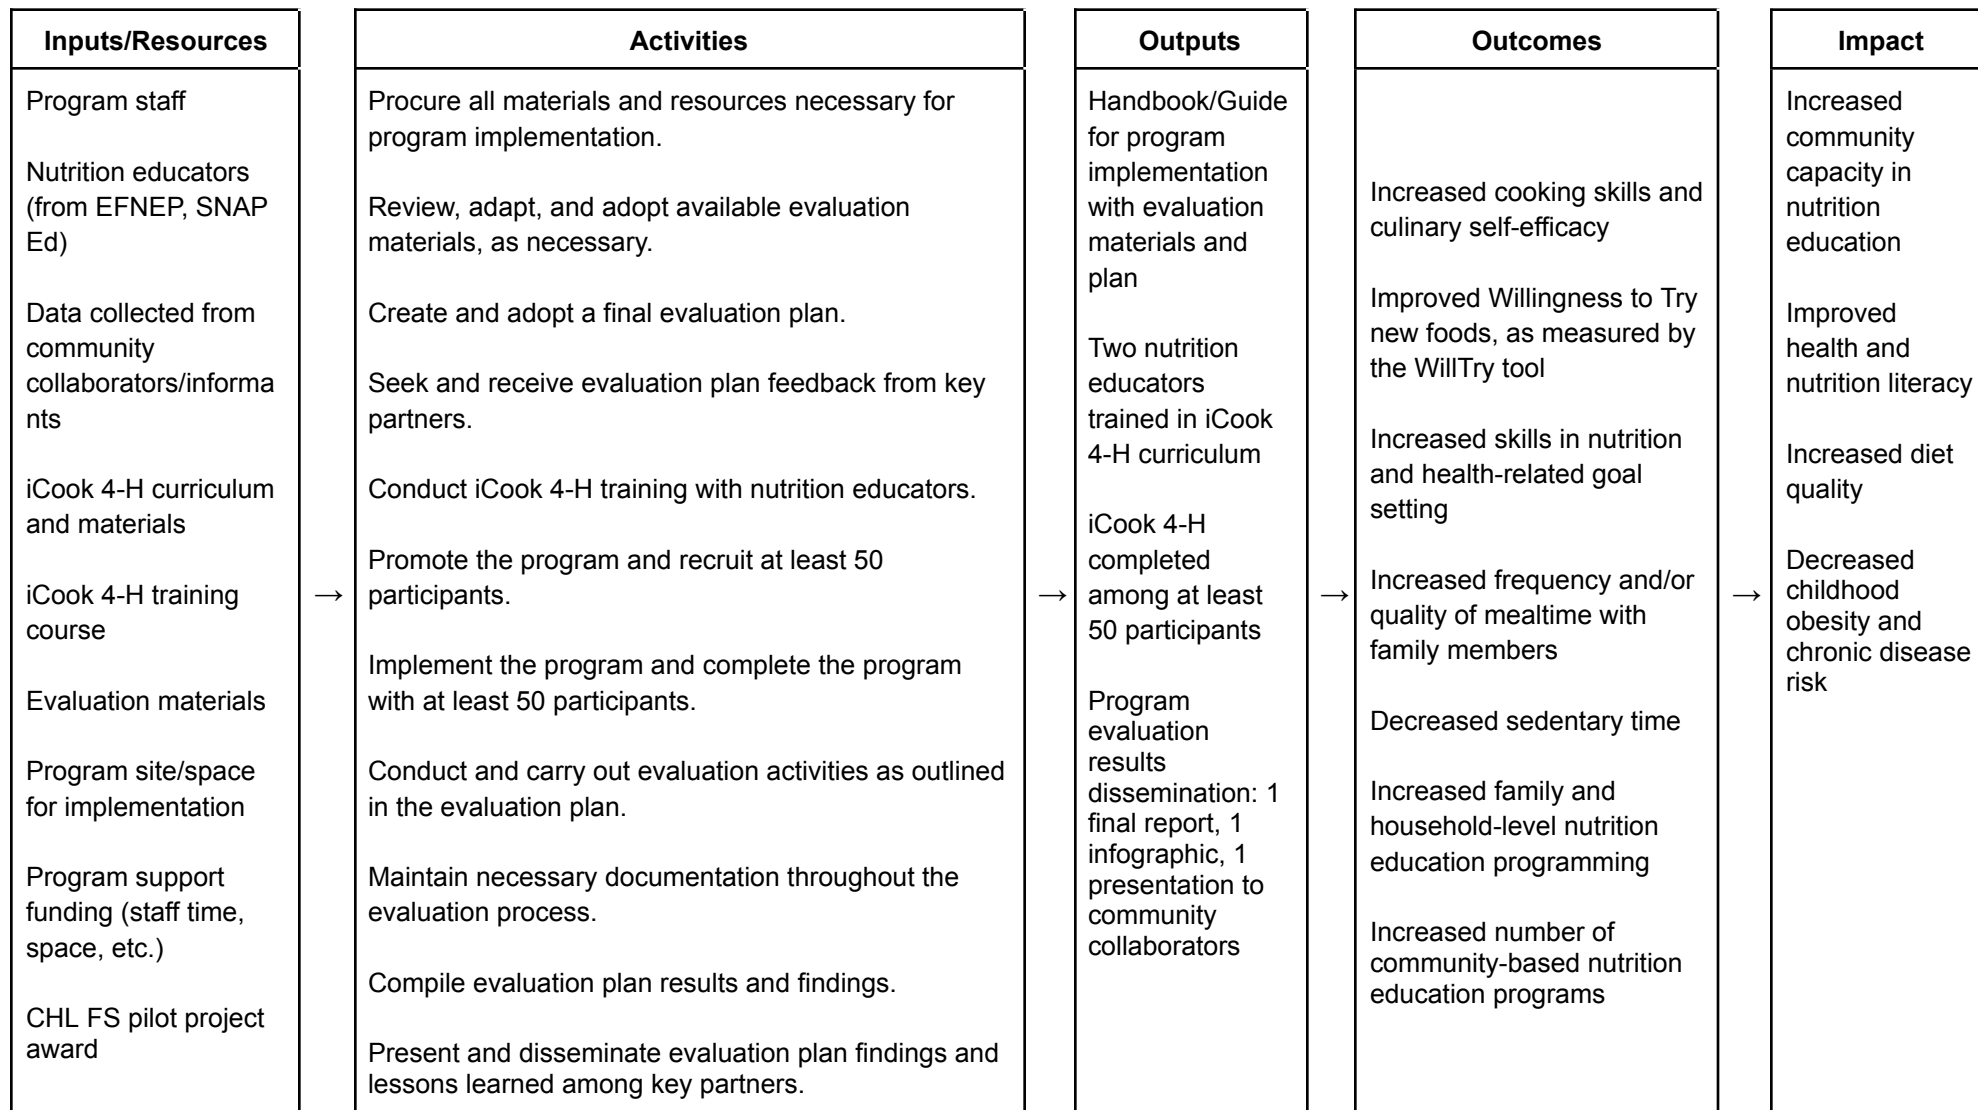 Inputs/Resources
Program staff
Nutrition educators
(from EFNEP, SNAP
Ed)
Data collected from
community
collaborators/informa
nts
iCook 4-H curriculum
and materials
iCook 4-H training
course
Evaluation materials
Program site/space
for implementation
Program support
funding (staff time,
space, etc.)
CHL FS pilot project
award
→
Activities
Procure all materials and resources necessary for
program implementation.
Review, adapt, and adopt available evaluation
materials, as necessary.
Create and adopt a final evaluation plan.
Seek and receive evaluation plan feedback from key
partners.
Conduct iCook 4-H training with nutrition educators.
Promote the program and recruit at least 50
participants.
Implement the program and complete the program
with at least 50 participants.
Conduct and carry out evaluation activities as outlined
in the evaluation plan.
Maintain necessary documentation throughout the
evaluation process.
Compile evaluation plan results and findings.
Present and disseminate evaluation plan findings and
lessons learned among key partners.
→
Outputs
Handbook/Guide
for program
implementation
with evaluation
materials and
plan
Two nutrition
educators
trained in iCook
4-H curriculum
iCook 4-H
completed
among at least
50 participants
Program
evaluation
results
dissemination: 1
final report, 1
infographic, 1
presentation to
community
collaborators
→
Outcomes
Increased cooking skills and
culinary self-efficacy
Improved Willingness to Try
new foods, as measured by
the WillTry tool
Increased skills in nutrition
and health-related goal
setting
Increased frequency and/or
quality of mealtime with
family members
Decreased sedentary time
Increased family and
household-level nutrition
education programming
Increased number of
community-based nutrition
education programs
→
Impact
Increased
community
capacity in
nutrition
education
Improved
health and
nutrition literacy
Increased diet
quality
Decreased
childhood
obesity and
chronic disease
risk